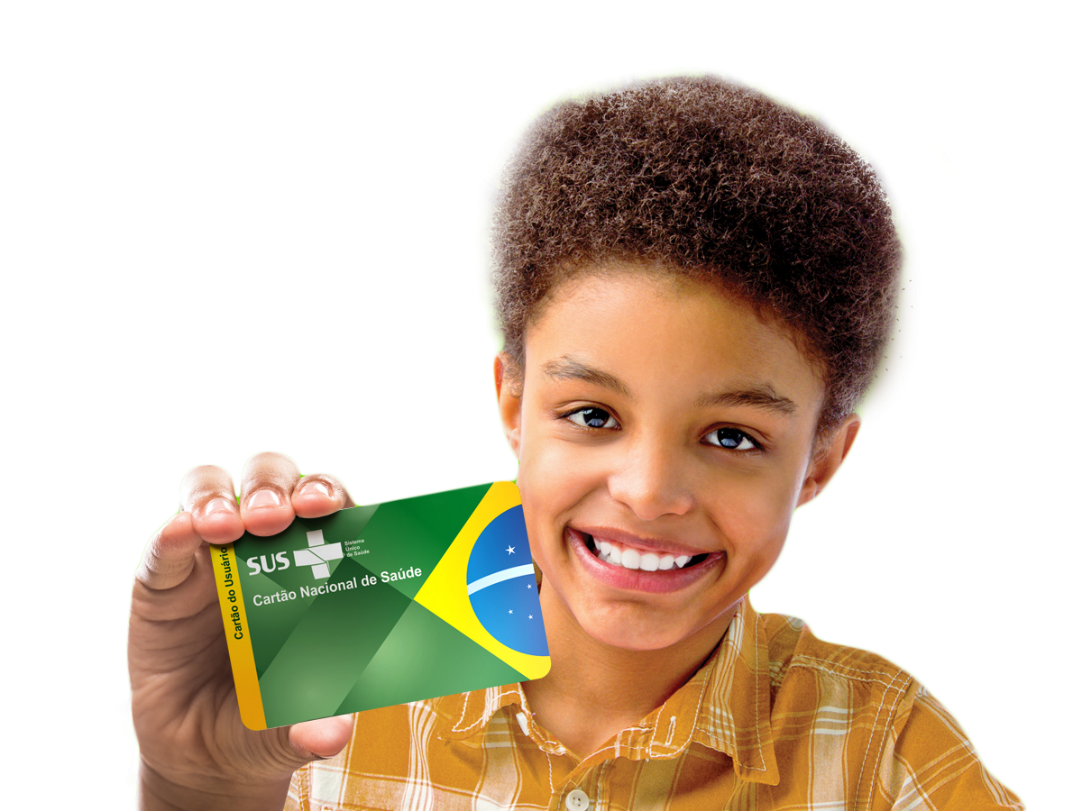 Cartão do Usuário
SUS
Sistema
Único
de Saúde
Cartão Nacional de Saúde